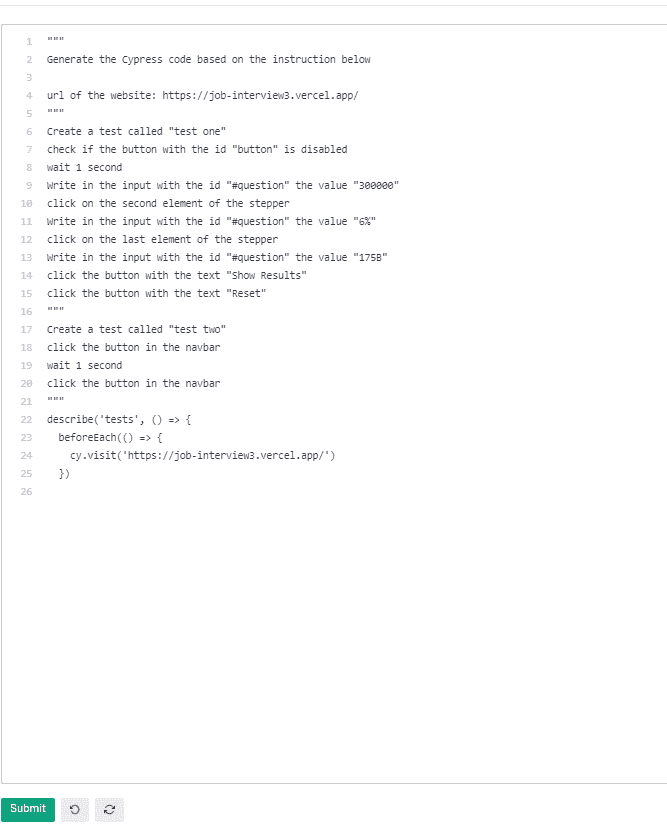 1 """
2 Generate the Cypress code based on the instruction below
3
4 url of the website: https://job-interview3.vercel.app/
5 """
6 Create a test called "test one"
7 check if the button with the id "button" is disabled
8 wait 1 second
9 Write in the input with the id "#question" the value "300000"
10 click on the second element of the stepper
11 Write in the input with the id "#question" the value "6%"
12 click on the last element of the stepper
13 Write in the input with the id "#question" the value "175B"
14 click the button with the text "Show Results"
15 click the button with the text "Reset"
16 """
17 Create a test called "test two"
18 click the button in the navbar
19 wait 1 second
20 click the button in the navbar
21 """
22 describe('tests', () => {
23   beforeEach(() => {
24     cy.visit('https://job-interview3.vercel.app/')
25   })
26
Submit